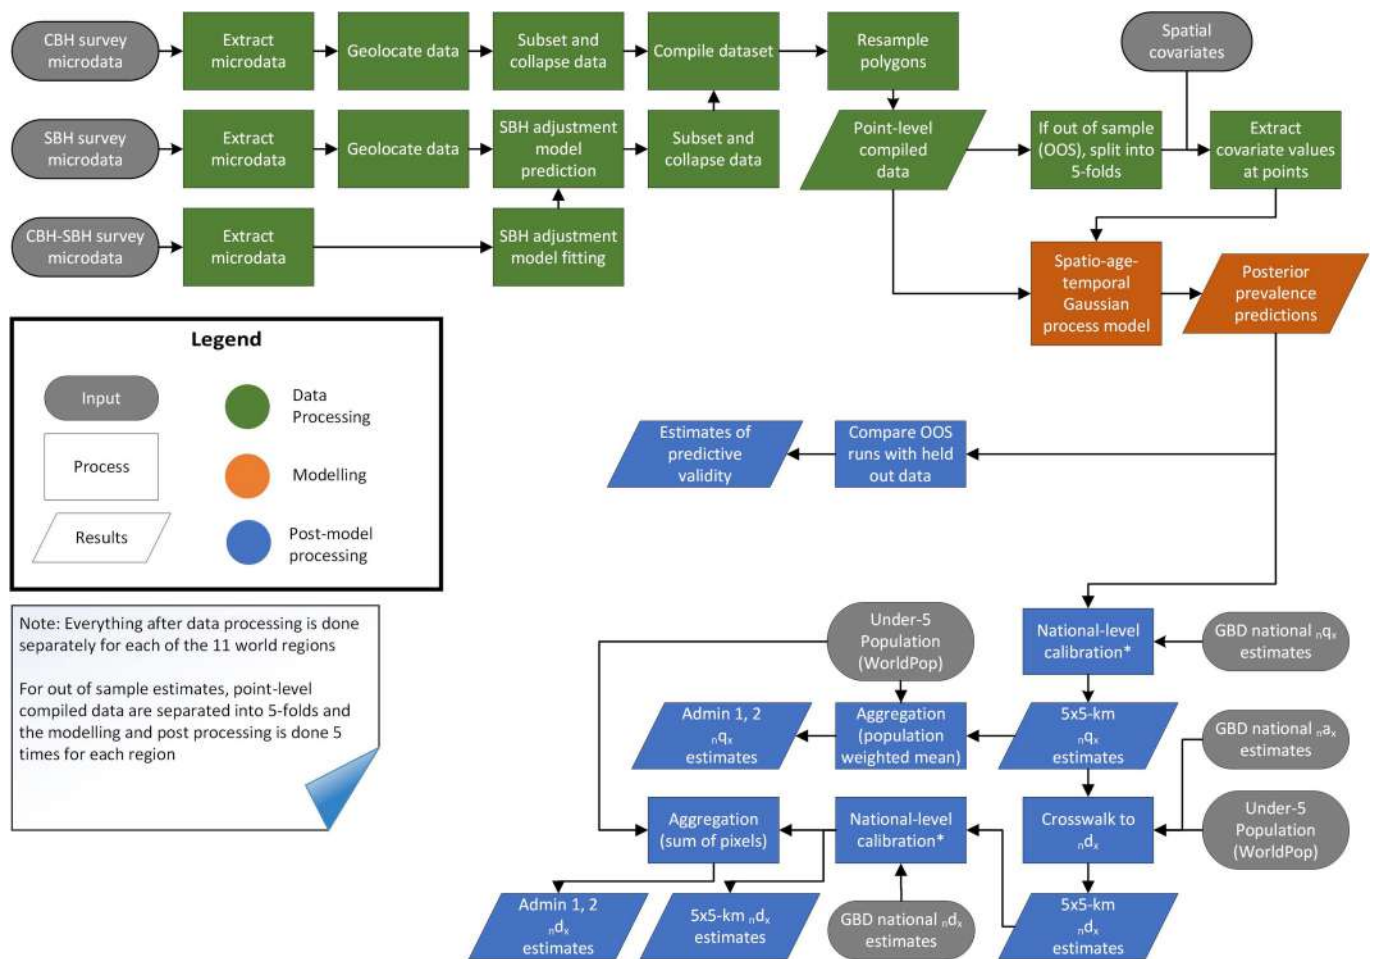 CBH survey
microdata
Extract
microdata
Geolocate data
Subset and
collapse data
Compile dataset
Resample
polygons
Spatial
covariates
SBH survey
microdata
Extract
microdata
Geolocate data
SBH adjustment
model
prediction
Subset and
collapse data
Point-level
compiled
data
If out of sample
(OOS), split into
5-folds
Extract
covariate values
at points
CBH-SBH survey
microdata
Extract
microdata
SBH adjustment
model fitting
Spatio-age-
temporal
Gaussian
process model
Posterior
prevalence
predictions
Legend
Input
Process
Results
Data
Processing
Modelling
Post-model
processing
Estimates of
predictive
validity
Compare OOS
runs with held
out data
Note: Everything after data processing is done
separately for each of the 11 world regions
For out of sample estimates, point-level
compiled data are separated into 5-folds and
the modelling and post processing is done 5
times for each region
Under-5
Population
(WorldPop)
National-level
calibration*
GBD national ₙqₓ
estimates
Admin 1, 2
ₙqₓ
estimates
Aggregation
(population
weighted mean)
5x5-km
ₙqₓ
estimates
GBD national ₙaₓ
estimates
Aggregation
(sum of pixels)
National-level
calibration*
Crosswalk to
ₙdₓ
Under-5
Population
(WorldPop)
Admin 1, 2
ₙdₓ
estimates
5x5-km ₙdₓ
estimates
GBD national ₙdₓ
estimates
5x5-km
ₙdₓ
estimates